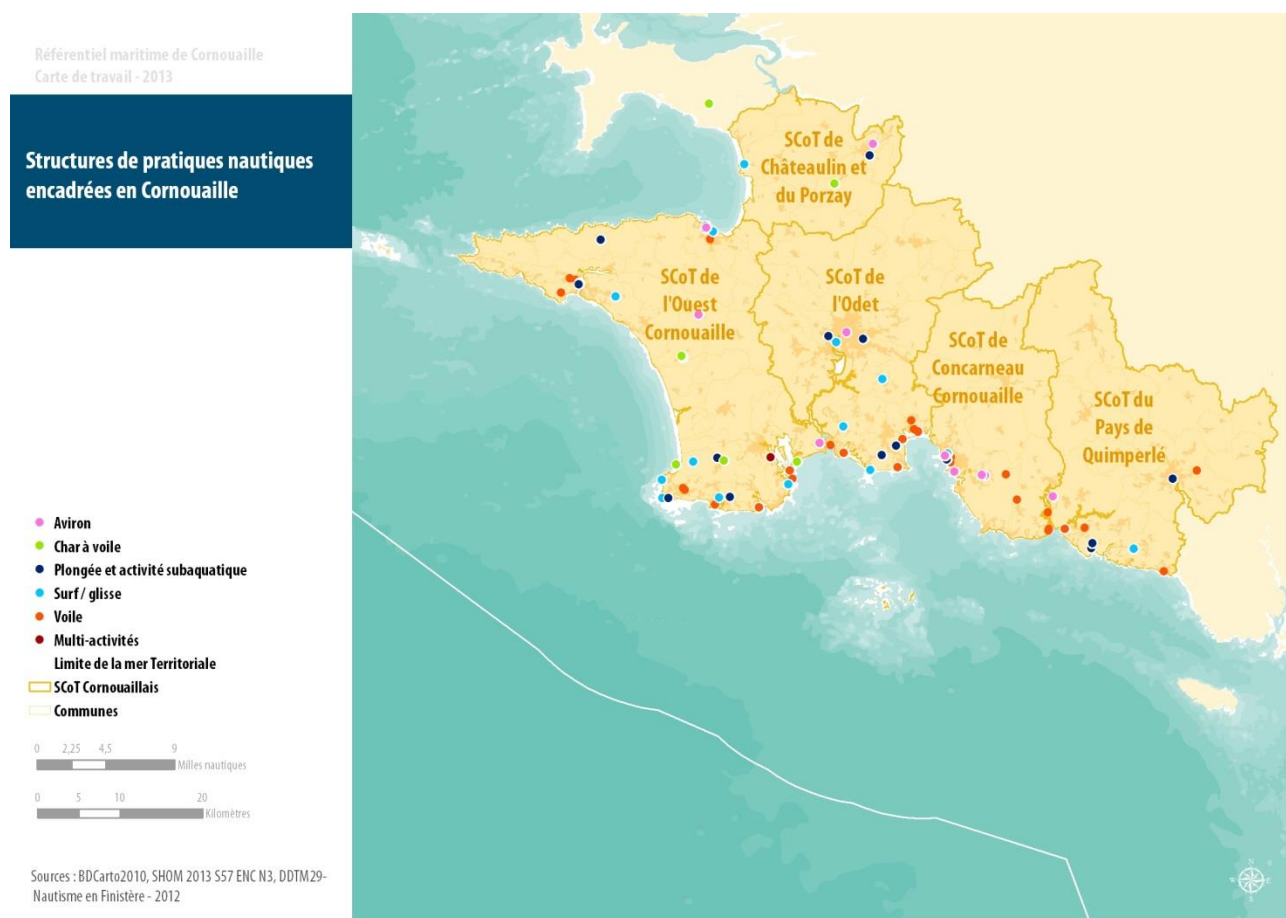 Référentiel maritime de Cornouaille
Carte de travail - 2013
Structures de pratiques nautiques
encadrées en Cornouaille
Aviron
Char à voile
Plongée et activité subaquatique
Surf / glisse
Voile
Multi-activités
Limite de la mer Territoriale
SCoT Cornouaillais
Communes
0 2,25 4,5 9
Milles nautiques
0 5 10 20
Kilomètres
Sources : BDCarto2010, SHOM 2013 S57 ENC N3, DDTM29-
Nautisme en Finistère - 2012
SCoT de
Châteaulin et
du Porzay
SCoT de
l'Ouest
Cornouaille
SCoT de
l'Odet
SCoT de
Concarneau
Cornouaille
SCoT du
Pays de
Quimperlé
N
W E
S